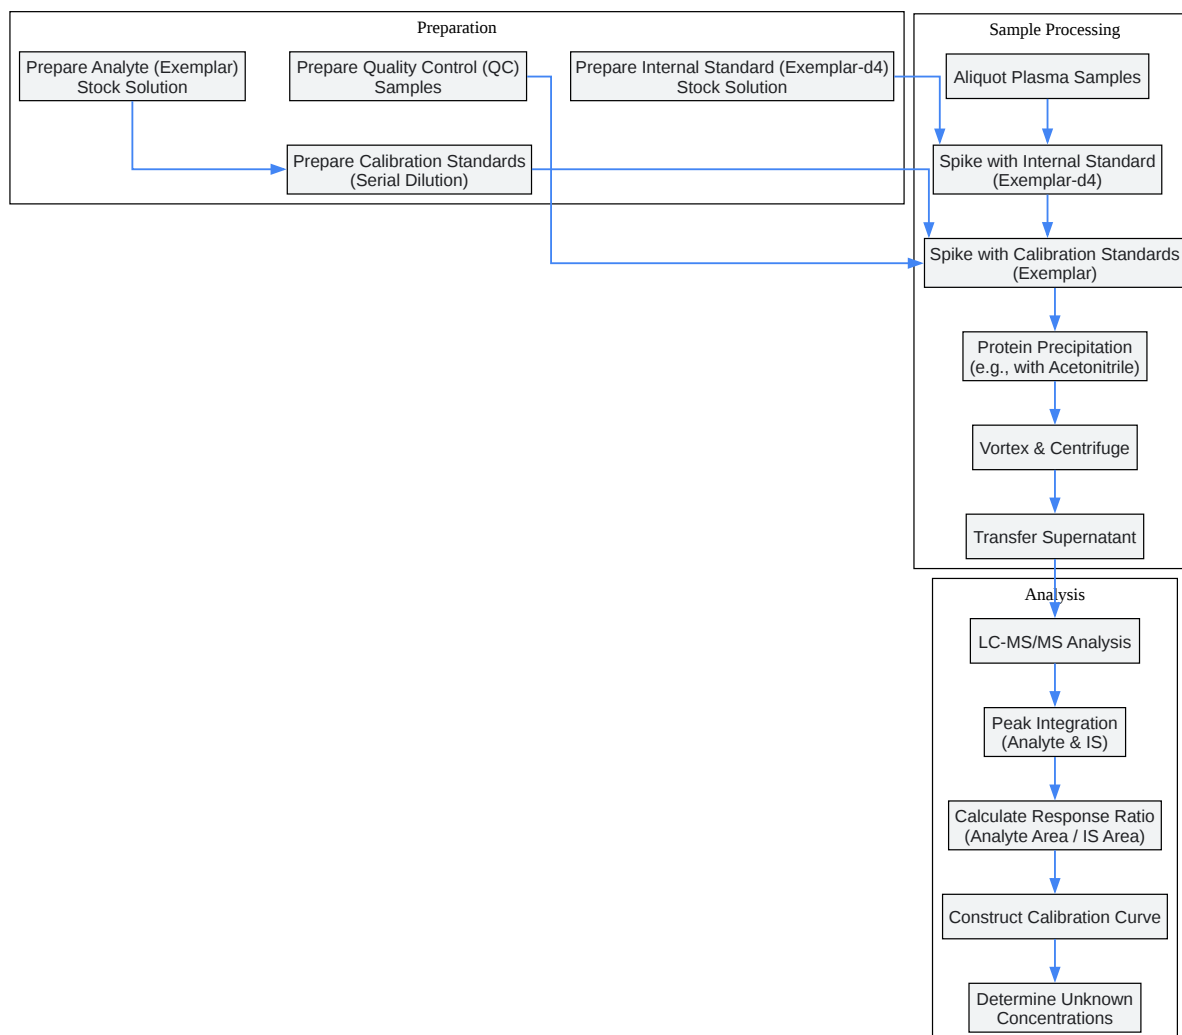 Preparation
Prepare Analyte (Exemplar)
Stock Solution
Prepare Quality Control (QC)
Samples
Prepare Internal Standard (Exemplar-d4)
Stock Solution
Prepare Calibration Standards
(Serial Dilution)
Sample Processing
Aliquot Plasma Samples
Spike with Internal Standard
(Exemplar-d4)
Spike with Calibration Standards
(Exemplar)
Protein Precipitation
(e.g., with Acetonitrile)
Vortex & Centrifuge
Transfer Supernatant
Analysis
LC-MS/MS Analysis
Peak Integration
(Analyte & IS)
Calculate Response Ratio
(Analyte Area / IS Area)
Construct Calibration Curve
Determine Unknown
Concentrations